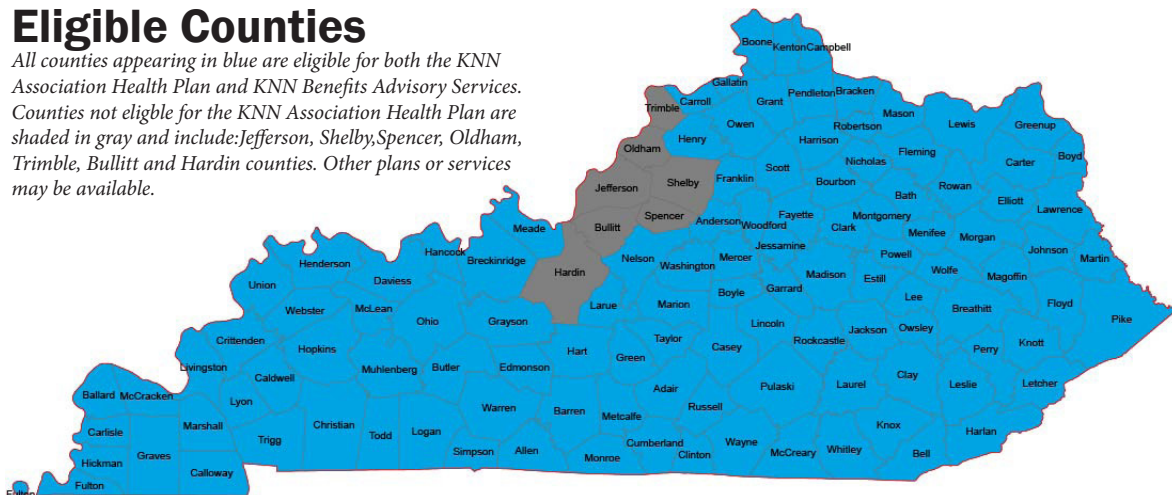 Eligible Counties
All counties appearing in blue are eligible for both the KNN
Association Health Plan and KNN Benefits Advisory Services.
Counties not eligble for the KNN Association Health Plan are
shaded in gray and include:Jefferson, Shelby,Spencer, Oldham,
Trimble, Bullitt and Hardin counties. Other plans or services
may be available.
Boone
Kenton
Campbell
Gallatin
Trimble
Carroll
Grant
Pendleton
Bracken
Mason
Owen
Robertson
Lewis
Greenup
Henry
Harrison
Oldham
Fleming
Boyd
Nicholas
Carter
Scott
Shelby
Franklin
Bourbon
Rowan
Jefferson
Bath
Elliott
Lawrence
Spencer
Anderson
Woodford
Fayette
Montgomery
Clark
Bullitt
Meade
Menifee
Morgan
Jessamine
Johnson
Hancock
Breckinridge
Nelson
Mercer
Powell
Martin
Henderson
Washington
Hardin
Madison
Estill
Wolfe
Magoffin
Daviess
Union
Garrard
Boyle
Lee
Larue
Marion
Floyd
Webster
McLean
Breathitt
Pike
Ohio
Grayson
Lincoln
Jackson
Owsley
Crittenden
Taylor
Rockcastle
Knott
Hopkins
Hart
Green
Casey
Perry
Livingston
Muhlenberg
Butler
Edmonson
Caldwell
Clay
Pulaski
Laurel
Leslie
Letcher
Adair
Ballard
McCracken
Lyon
Warren
Barren
Russell
Metcalfe
Marshall
Christian
Knox
Carlisle
Todd
Logan
Harlan
Trigg
Cumberland
Wayne
Graves
Simpson
Allen
Clinton
McCreary
Whitley
Bell
Monroe
Hickman
Calloway
Fulton
Fulton